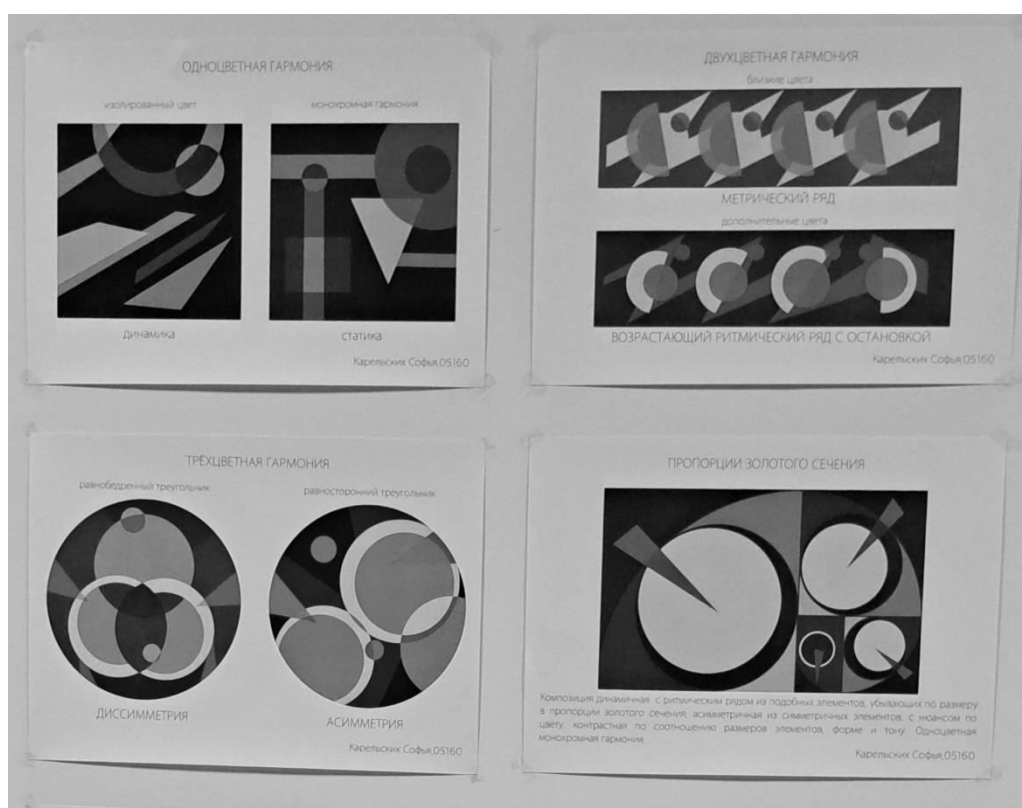 ОДНОЦВЕТНАЯ ГАРМОНИЯ
изолированный цвет
монохромная гармония
динамика
статика
Карельских Софья,05160
ДВУХЦВЕТНАЯ ГАРМОНИЯ
близкие цвета
МЕТРИЧЕСКИЙ РЯД
дополнительные цвета
ВОЗРАСТАЮЩИЙ РИТМИЧЕСКИЙ РЯД С ОСТАНОВКОЙ
Карельских Софья,05160
ТРЁХЦВЕТНАЯ ГАРМОНИЯ
равнобедренный треугольник
равносторонний треугольник
ДИССИММЕТРИЯ
АСИММЕТРИЯ
Карельских Софья,05160
ПРОПОРЦИИ ЗОЛОТОГО СЕЧЕНИЯ
Композиция динамичная с ритмическим рядом из подобных элементов, убывающих по размеру
в пропорции золотого сечения, асимметричная из симметричных элементов, с нюансом по
цвету, контрастная по соотношению размеров элементов, форме и тону. Одноцветная
монохромная гармония.
Карельских Софья,05160